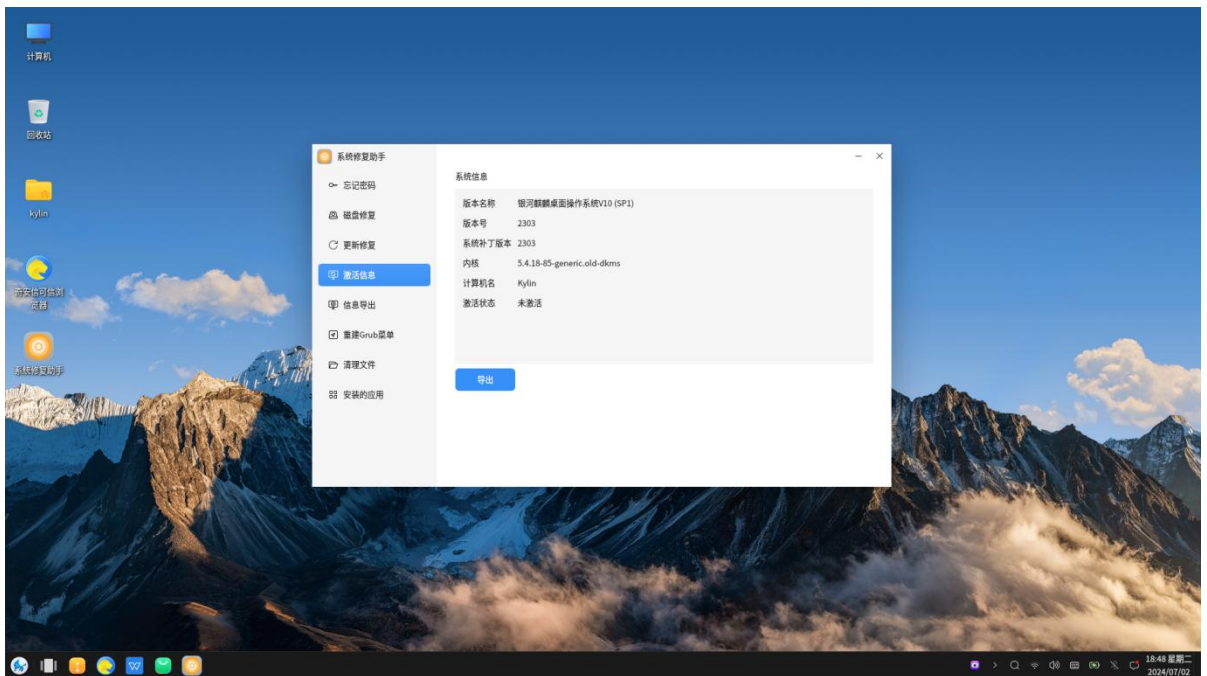 计算机
回收站
kylin
奇安信可信浏
览器
系统修复助手
系统修复助手
忘记密码
磁盘修复
更新修复
激活信息
信息导出
重建Grub菜单
清理文件
安装的应用
系统信息
版本名称 银河麒麟桌面操作系统V10 (SP1)
版本号 2303
系统补丁版本 2303
内核 5.4.18-85-generic.old-dkms
计算机名 Kylin
激活状态 未激活
导出
18:48 星期二
2024/07/02